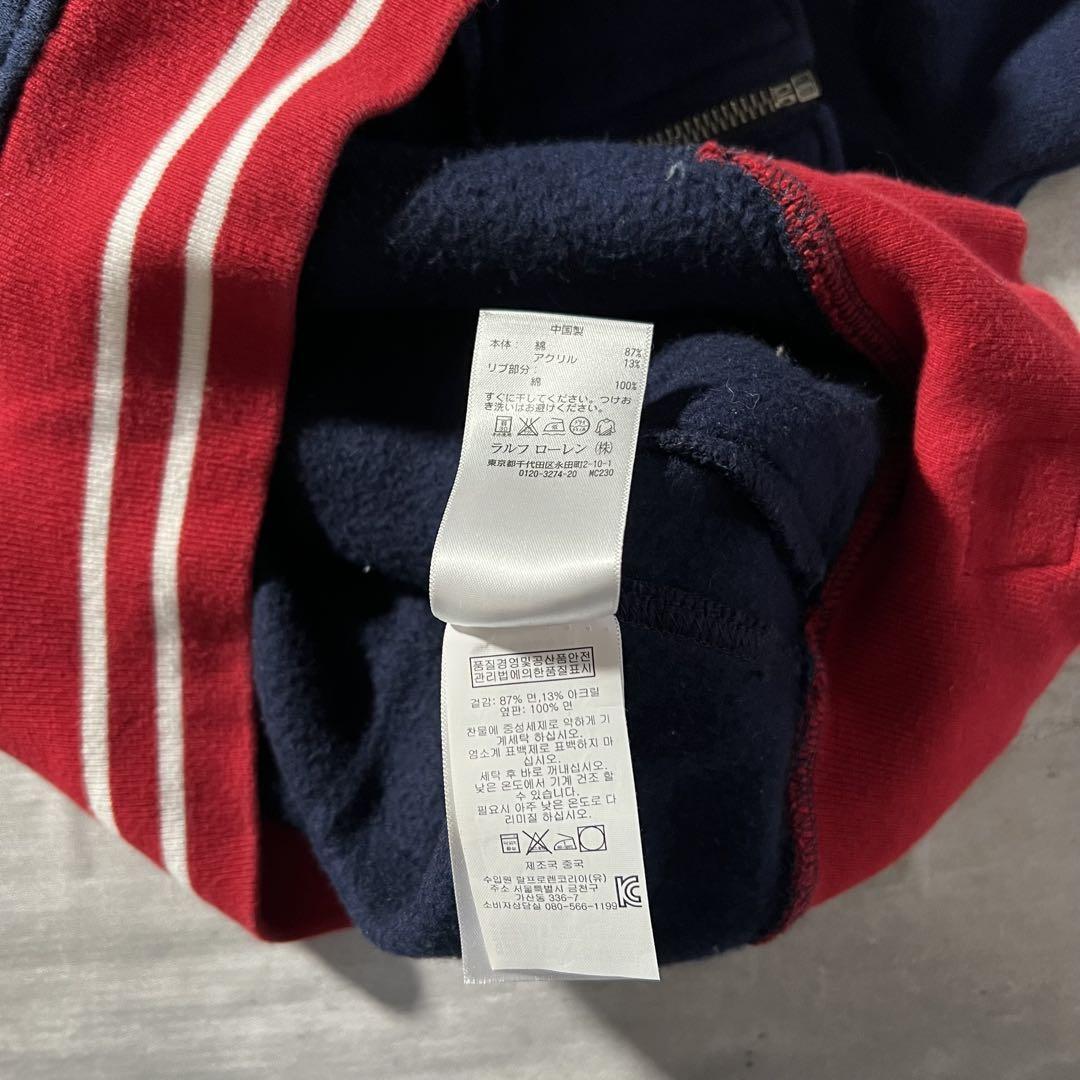 中国製
本体: 綿 87%
アクリル 13%
リブ部分:
綿 100%
すぐに干してください。つけお
き洗いはお避けください。
ラルフ ローレン ㈱
東京都千代田区永田町2-10-1
0120-3274-20 MC230
품질경영및공산품안전
관리법에의한품질표시
겉감: 87% 면,13% 아크릴
옆판: 100% 면
찬물에 중성세제로 약하게 기
계세탁 하십시오.
염소계 표백제로 표백하지 마
십시오.
세탁 후 바로 꺼내십시오.
낮은 온도에서 기계 건조 할
수 있습니다.
필요시 아주 낮은 온도로 다
리미질 하십시오.
제조국 중국
수입원 랄프로렌코리아(유)
주소 서울특별시 금천구
가산동 336-7
소비자상담실 080-566-1199